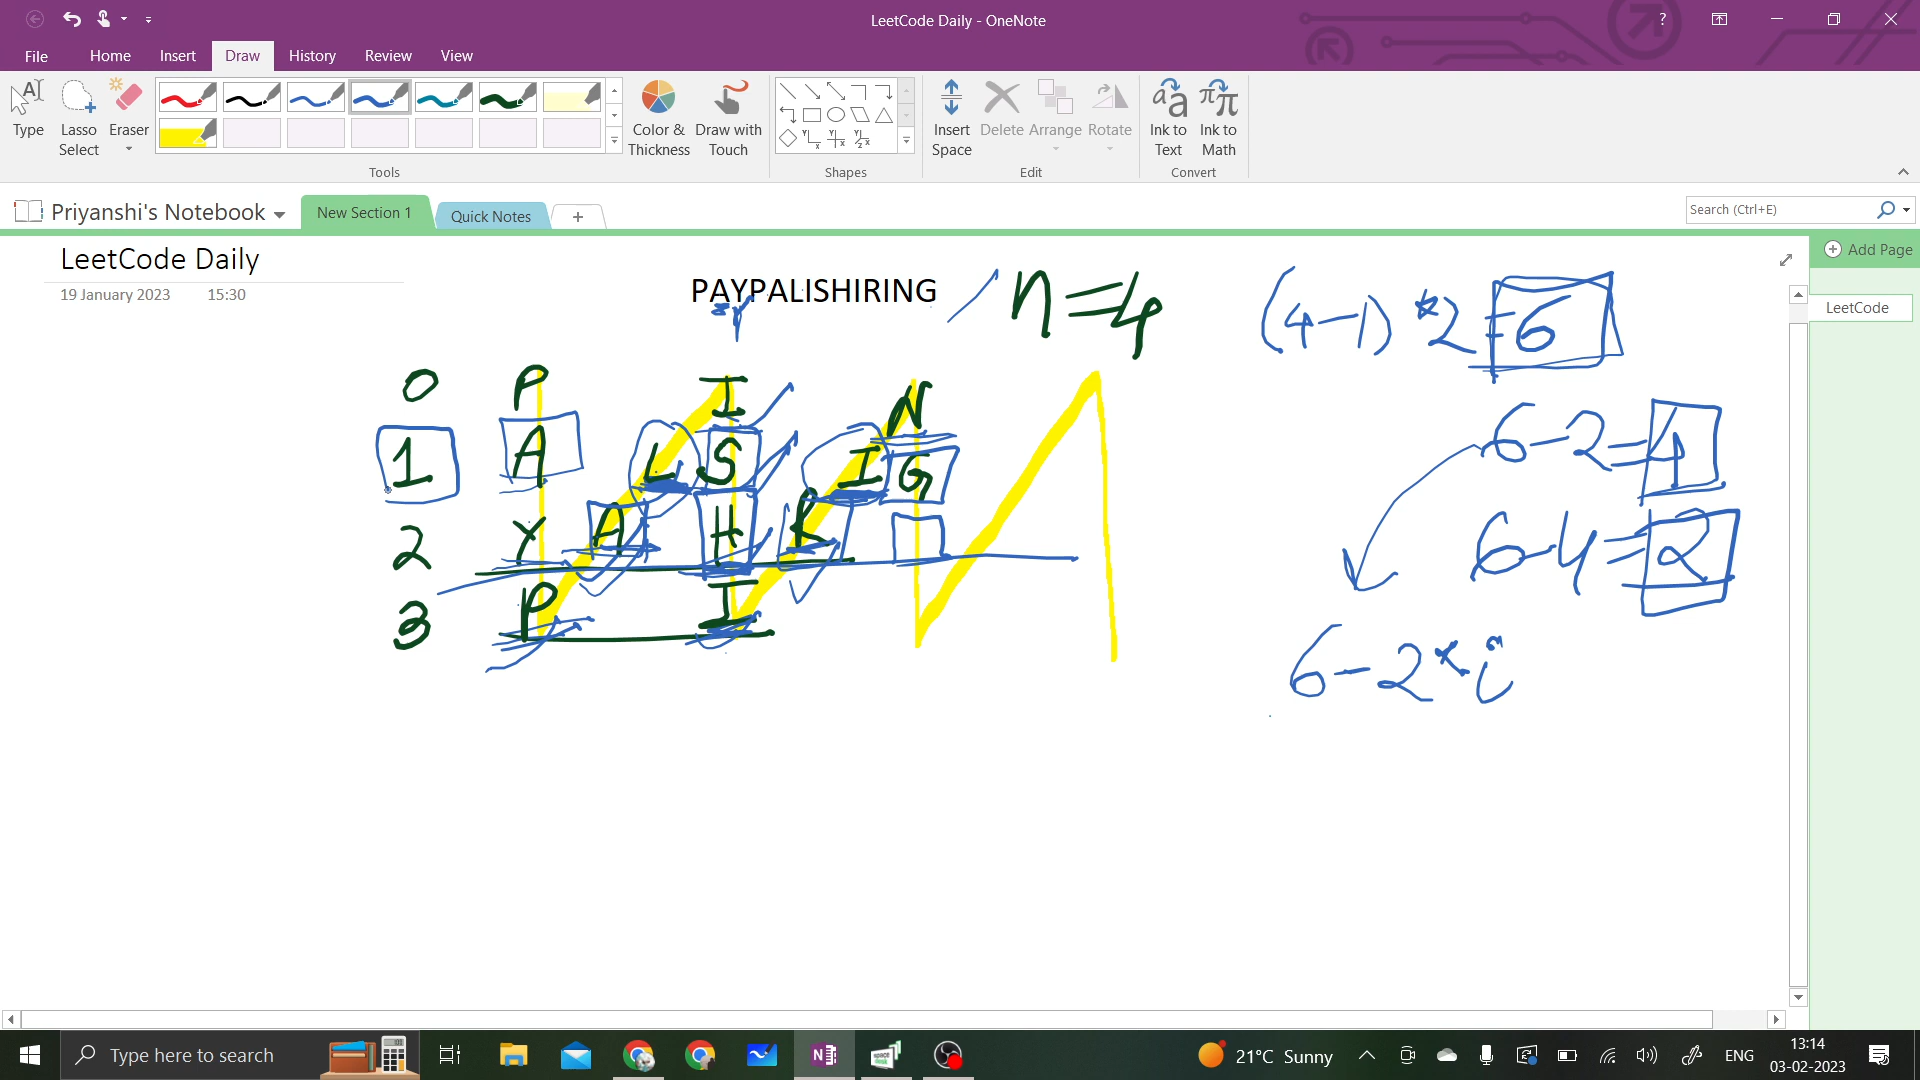 LeetCode Daily - OneNote
?
File Home Insert Draw History Review View
Type
Lasso Select
Eraser
Color & Thickness
Draw with Touch
Insert Space
Delete
Arrange
Rotate
Ink to Text
Ink to Math
Tools
Shapes
Edit
Convert
Priyanshi's Notebook
New Section 1
Quick Notes
+
Search (Ctrl+E)
Add Page
LeetCode
LeetCode Daily
19 January 2023 15:30
PAYPALISHIRING
n=4
(4-1)*2=6
0 P I N
1 A L S I G
2 Y A H R
3 P I
6-2=4
6-4=2
6-2*i
Type here to search
21°C Sunny
ENG
13:14
03-02-2023